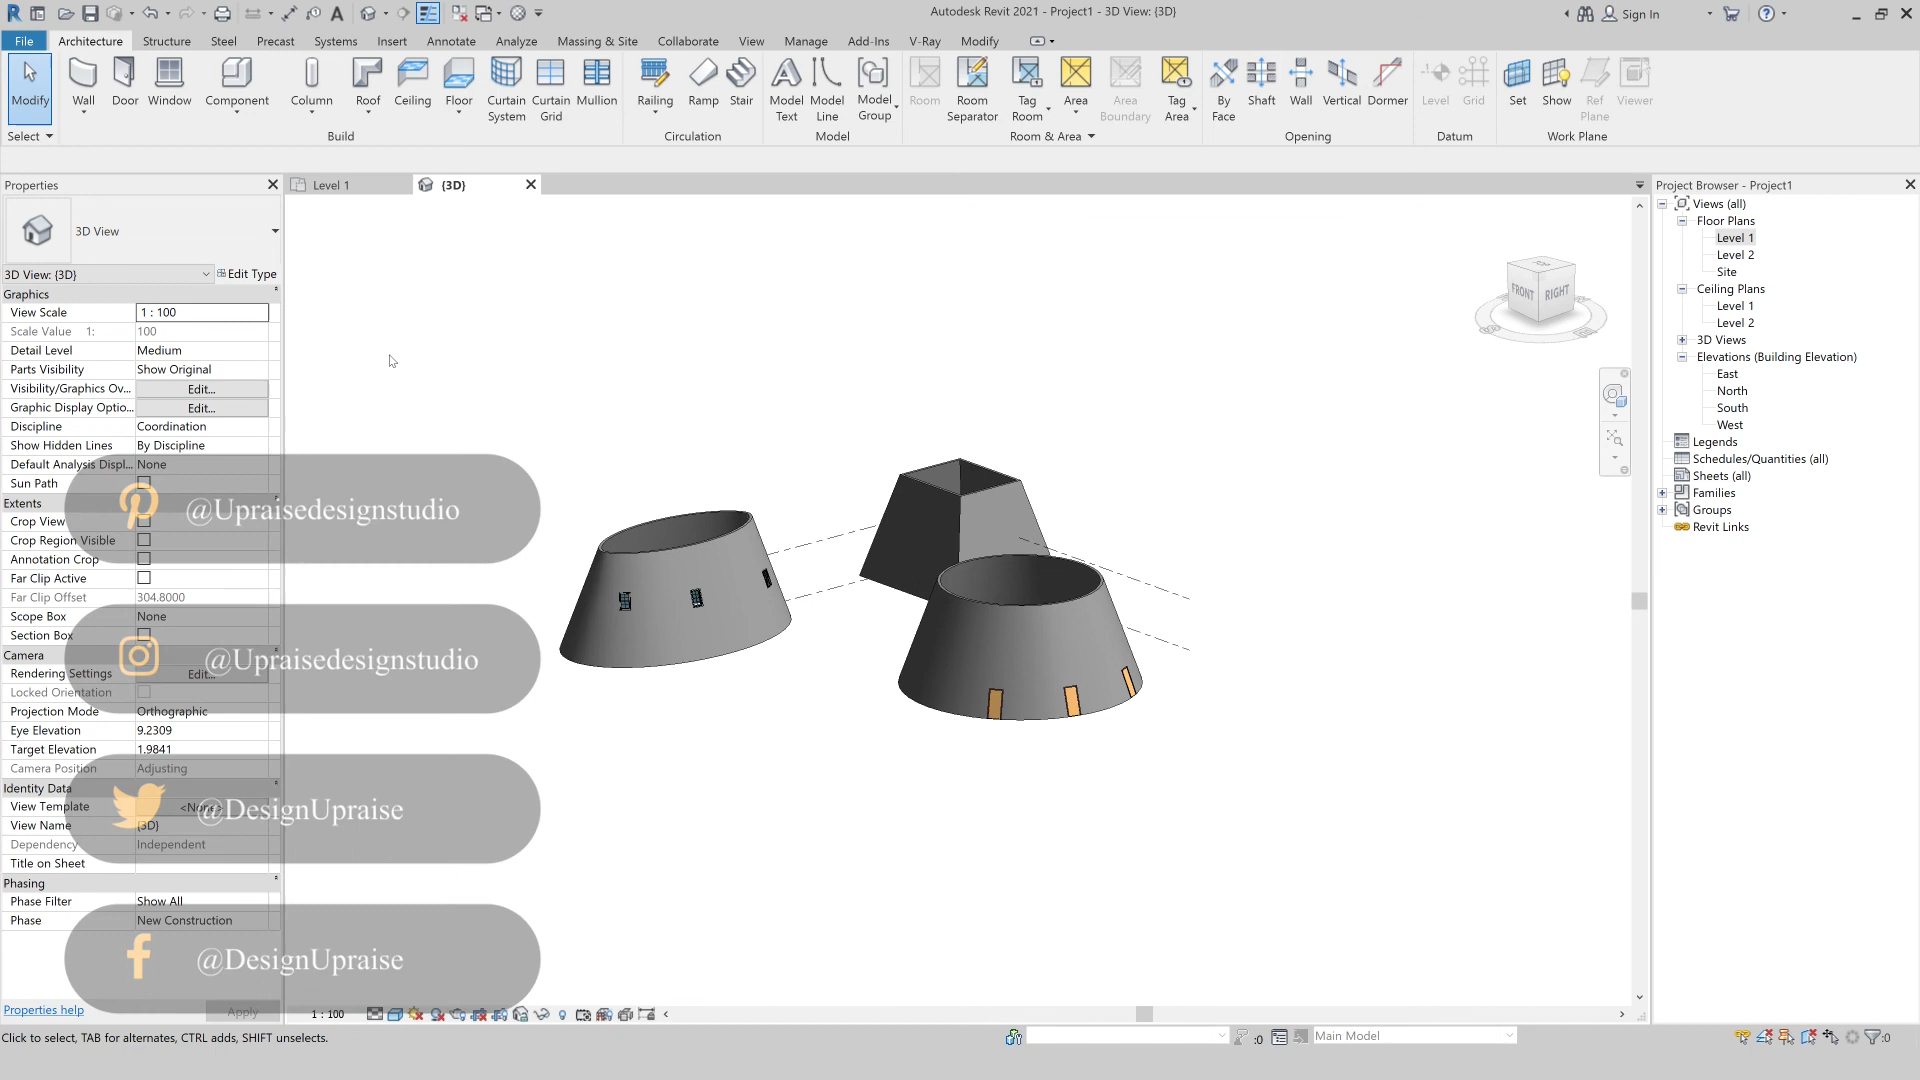 Autodesk Revit 2021 - Project1 - 3D View: {3D}
Sign In
File Architecture Structure Steel Precast Systems Insert Annotate Analyze Massing & Site Collaborate View Manage Add-Ins V-Ray Modify
Modify Wall Door Window Component Column Roof Ceiling Floor Curtain System Curtain Grid Mullion Railing Ramp Stair Model Text Model Line Model Group Room Room Separator Tag Room Area Area Boundary Tag Area By Face Shaft Wall Vertical Dormer Level Grid Set Show Ref Plane Viewer
Select Build Circulation Model Room & Area Opening Datum Work Plane
Properties
Level 1
{3D}
Project Browser - Project1
3D View
3D View: {3D}
Edit Type
Graphics
View Scale 1 : 100
Scale Value 1: 100
Detail Level Medium
Parts Visibility Show Original
Visibility/Graphics Ov... Edit...
Graphic Display Optio... Edit...
Discipline Coordination
Show Hidden Lines By Discipline
Default Analysis Displ... None
Sun Path
Extents
Crop View
Crop Region Visible
Annotation Crop
Far Clip Active
Far Clip Offset 304.8000
Scope Box None
Section Box
Camera
Rendering Settings Edit...
Locked Orientation
Projection Mode Orthographic
Eye Elevation 9.2309
Target Elevation 1.9841
Camera Position Adjusting
Identity Data
View Template <None>
View Name {3D}
Dependency Independent
Title on Sheet
Phasing
Phase Filter Show All
Phase New Construction
Properties help
Apply
@Upraisedesignstudio
@Upraisedesignstudio
@DesignUpraise
@DesignUpraise
TOP
FRONT
RIGHT
Views (all)
Floor Plans
Level 1
Level 2
Site
Ceiling Plans
Level 1
Level 2
3D Views
Elevations (Building Elevation)
East
North
South
West
Legends
Schedules/Quantities (all)
Sheets (all)
Families
Groups
Revit Links
1 : 100
Click to select, TAB for alternates, CTRL adds, SHIFT unselects.
:0
Main Model
:0